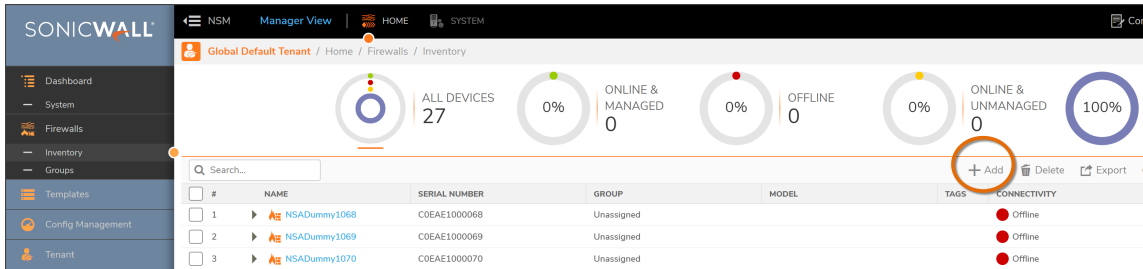 SONICWALL
NSM Manager View HOME SYSTEM
Global Default Tenant / Home / Firewalls / Inventory
Dashboard
System
Firewalls
Inventory
Groups
Templates
Config Management
Tenant
ALL DEVICES
27
0%
ONLINE &
MANAGED
0
0%
OFFLINE
0
0%
ONLINE &
UNMANAGED
0
100%
Search...
Add Delete Export
# NAME SERIAL NUMBER GROUP MODEL TAGS CONNECTIVITY
1 NSADummy1068 C0EAE1000068 Unassigned Offline
2 NSADummy1069 C0EAE1000069 Unassigned Offline
3 NSADummy1070 C0EAE1000070 Unassigned Offline